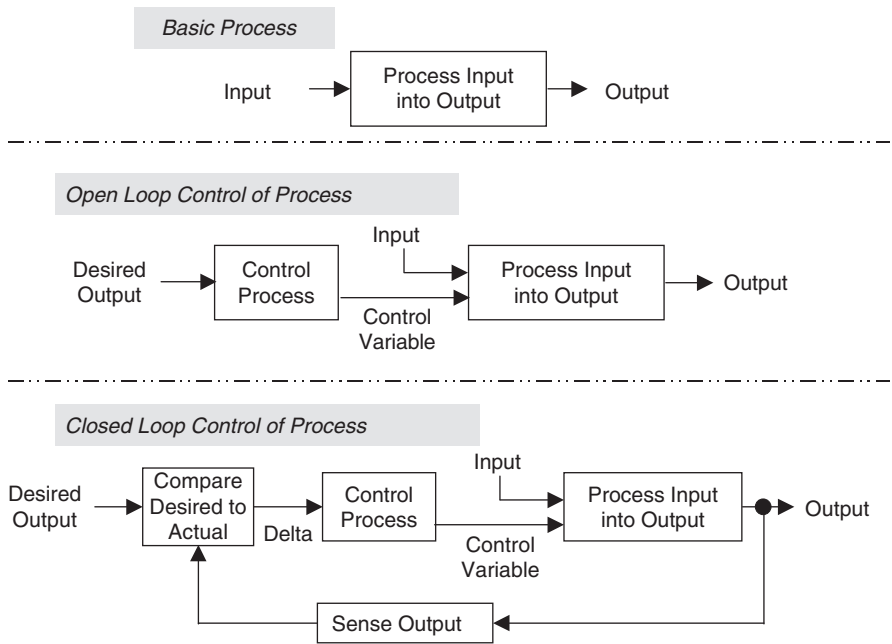 Basic Process
Input
Process Input
into Output
Output
Open Loop Control of Process
Desired
Output
Control
Process
Input
Control
Variable
Process Input
into Output
Output
Closed Loop Control of Process
Desired
Output
Compare
Desired to
Actual
Delta
Control
Process
Input
Control
Variable
Process Input
into Output
Output
Sense Output